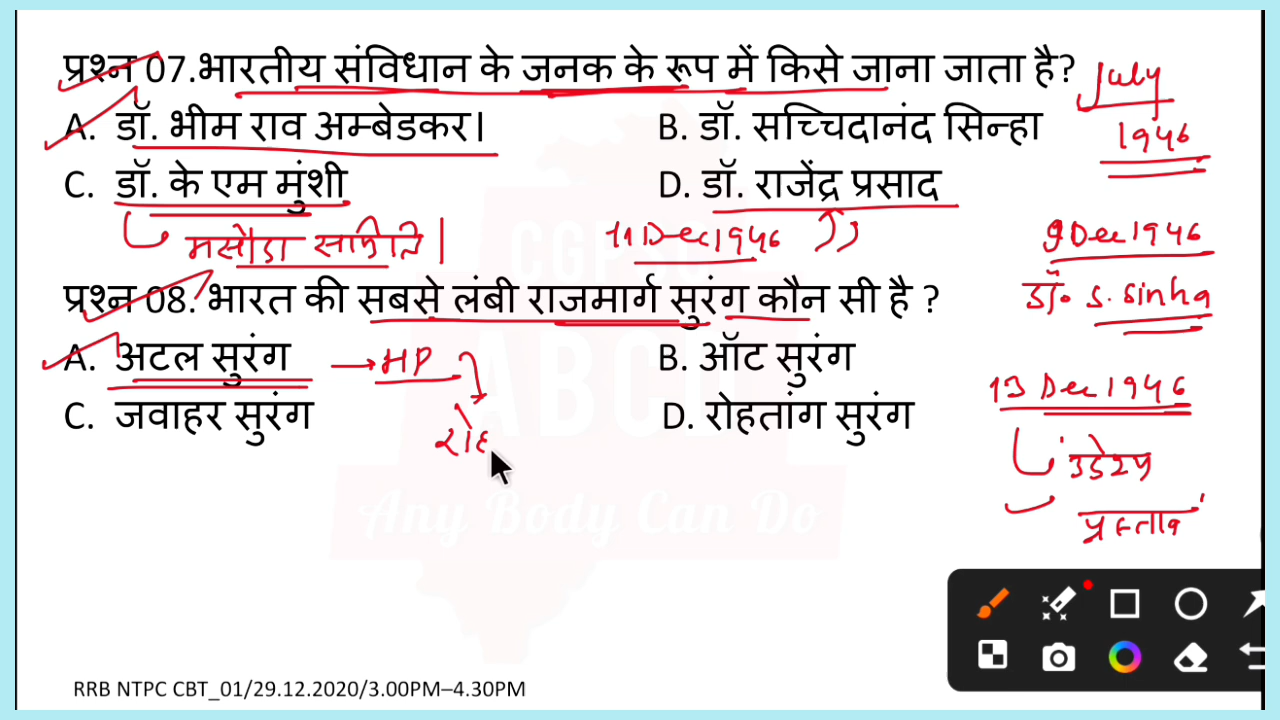 प्रश्न 07.भारतीय संविधान के जनक के रूप में किसे जाना जाता है?
July
1946
A. डॉ. भीम राव अम्बेडकर।
B. डॉ. सच्चिदानंद सिन्हा
C. डॉ. के एम मुंशी
D. डॉ. राजेंद्र प्रसाद
मसौदा समिति।
11 Dec 1946
9 Dec 1946
डॉ. S. Sinha
प्रश्न 08. भारत की सबसे लंबी राजमार्ग सुरंग कौन सी है ?
A. अटल सुरंग → HP
B. ऑट सुरंग
C. जवाहर सुरंग
D. रोहतांग सुरंग
रोह
13 Dec 1946
उद्देश्य
प्रस्ताव
ABCD
Any Body Can Do
RRB NTPC CBT_01/29.12.2020/3.00PM–4.30PM